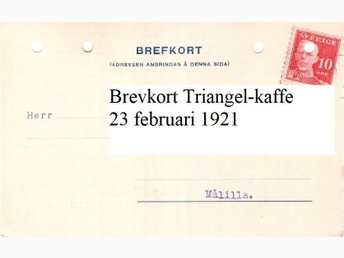 BREFKORT
(ADRESSEN ANBRINGAS Å DENNA SIDA)
SVERIGE
10
ÖRE
Brevkort Triangel-kaffe
23 februari 1921
Herr
Målilla.